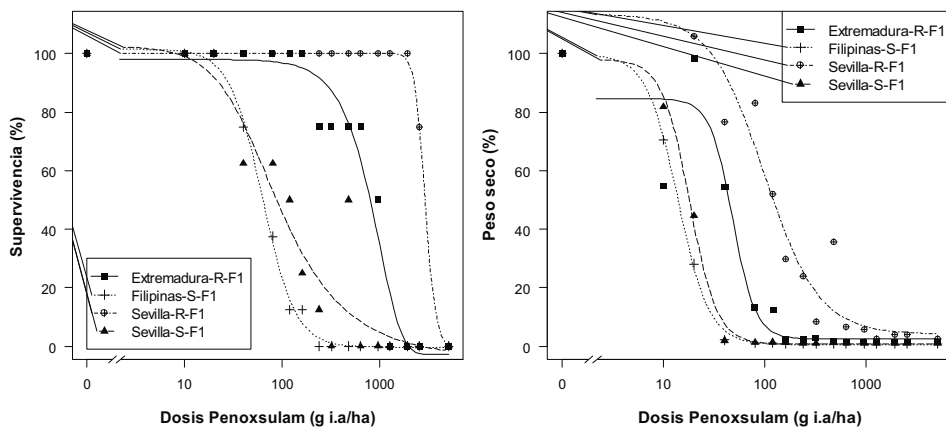 Supervivencia (%)
100
80
60
40
20
0
Extremadura-R-F1
Filipinas-S-F1
Sevilla-R-F1
Sevilla-S-F1
0
10
100
1000
Dosis Penoxsulam (g i.a/ha)
Peso seco (%)
100
80
60
40
20
0
Extremadura-R-F1
Filipinas-S-F1
Sevilla-R-F1
Sevilla-S-F1
0
10
100
1000
Dosis Penoxsulam (g i.a/ha)